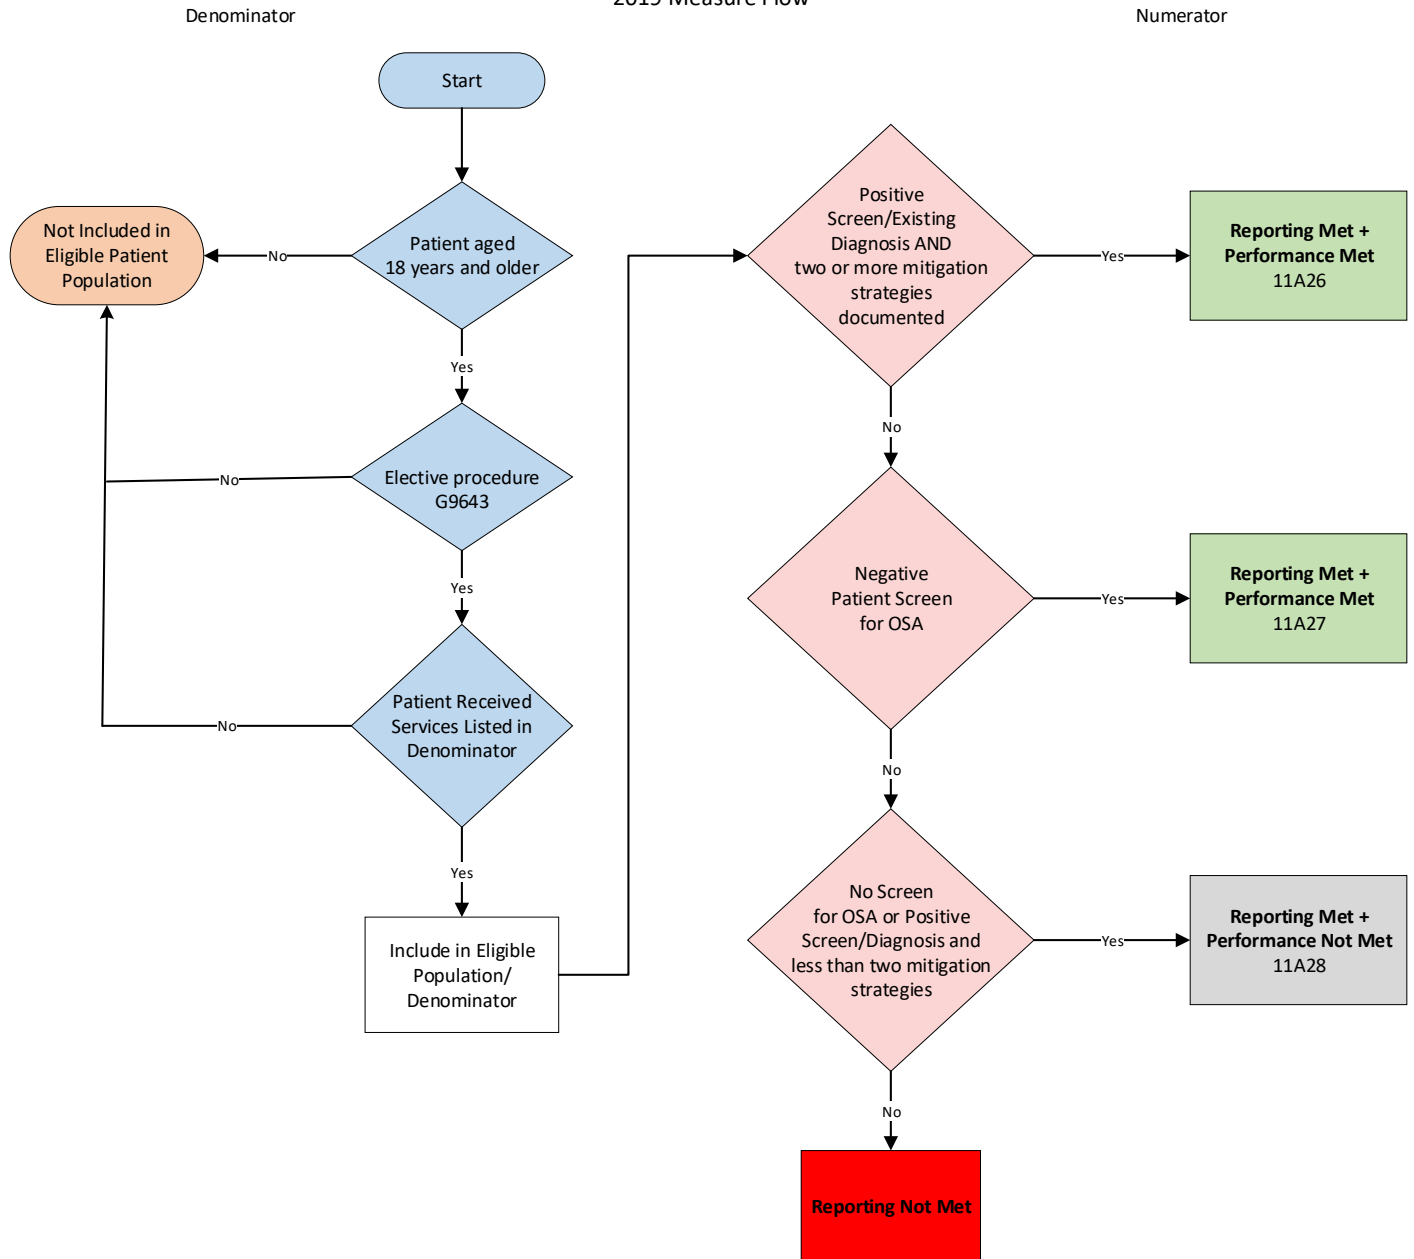 2019 Measure Flow
Denominator
Numerator
Start
Patient aged
18 years and older
No
Not Included in
Eligible Patient
Population
Yes
Elective procedure
G9643
No
Yes
Patient Received
Services Listed in
Denominator
No
Yes
Include in Eligible
Population/
Denominator
Positive
Screen/Existing
Diagnosis AND
two or more mitigation
strategies
documented
Yes
Reporting Met +
Performance Met
11A26
No
Negative
Patient Screen
for OSA
Yes
Reporting Met +
Performance Met
11A27
No
No Screen
for OSA or Positive
Screen/Diagnosis and
less than two mitigation
strategies
Yes
Reporting Met +
Performance Not Met
11A28
No
Reporting Not Met